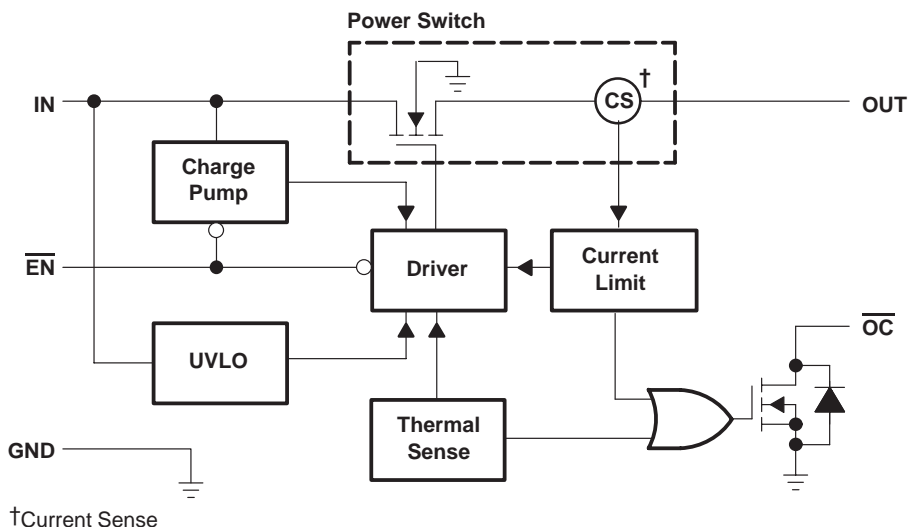 Power Switch
†
IN
CS
OUT
Charge
Pump
EN
Driver
Current
Limit
OC
UVLO
Thermal
Sense
GND
†Current Sense